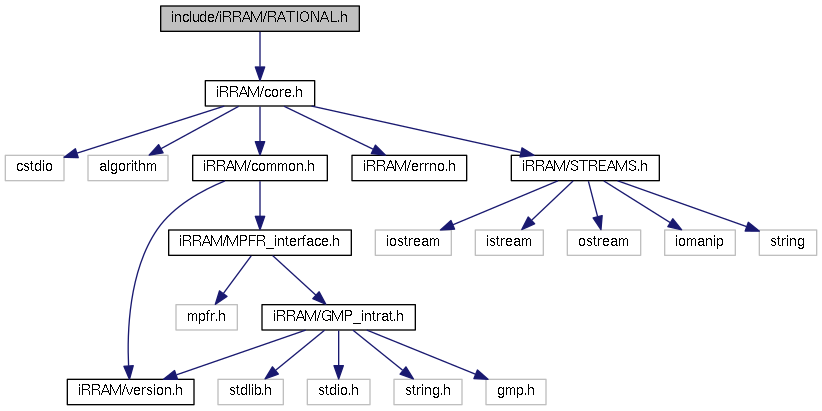 include/iRRAM/RATIONAL.h
iRRAM/core.h
cstdio
algorithm
iRRAM/common.h
iRRAM/errno.h
iRRAM/STREAMS.h
iRRAM/MPFR_interface.h
iostream
istream
ostream
iomanip
string
mpfr.h
iRRAM/GMP_intrat.h
iRRAM/version.h
stdlib.h
stdio.h
string.h
gmp.h